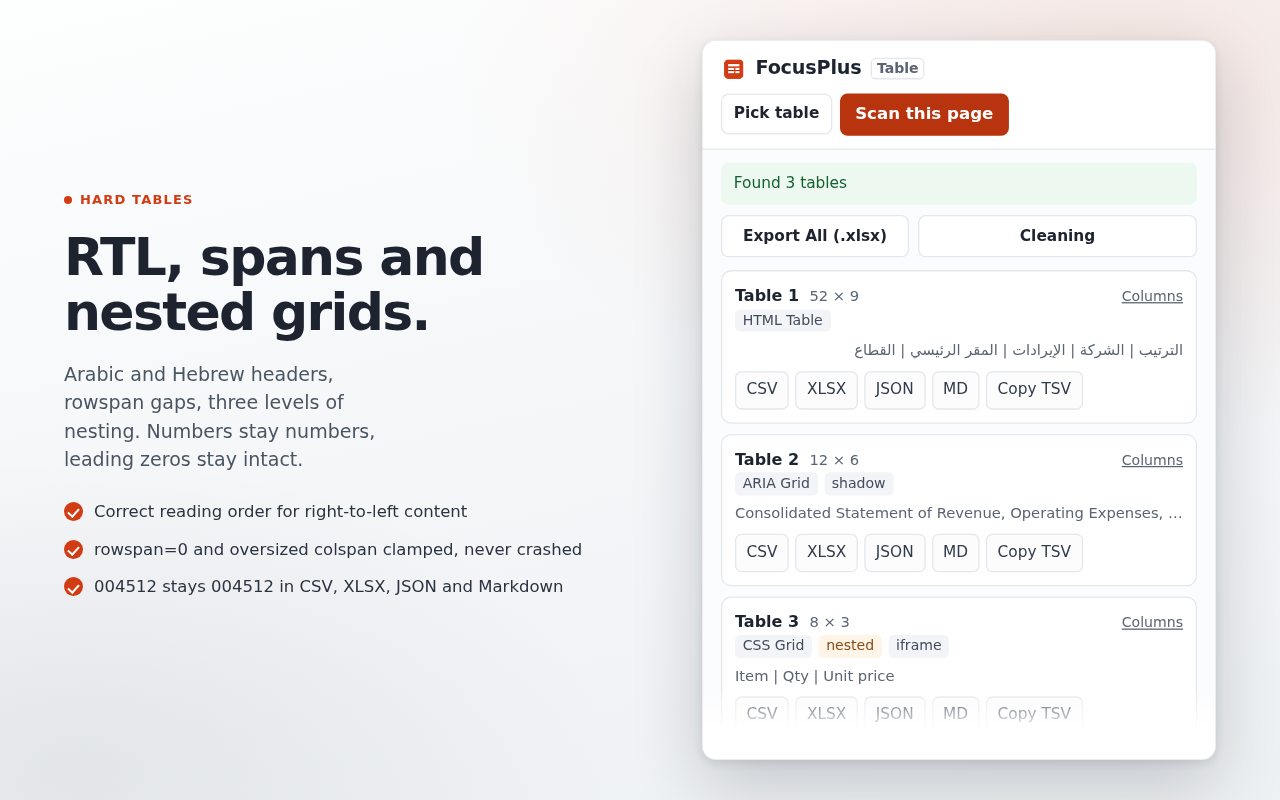 HARD TABLES
RTL, spans and
nested grids.
Arabic and Hebrew headers,
rowspan gaps, three levels of
nesting. Numbers stay numbers,
leading zeros stay intact.
Correct reading order for right-to-left content
rowspan=0 and oversized colspan clamped, never crashed
004512 stays 004512 in CSV, XLSX, JSON and Markdown
FocusPlus Table
Pick table Scan this page
Found 3 tables
Export All (.xlsx) Cleaning
Table 1 52 × 9 Columns
HTML Table
الترتيب | الشركة | الإيرادات | المقر الرئيسي | القطاع
CSV XLSX JSON MD Copy TSV
Table 2 12 × 6 Columns
ARIA Grid shadow
Consolidated Statement of Revenue, Operating Expenses, …
CSV XLSX JSON MD Copy TSV
Table 3 8 × 3 Columns
CSS Grid nested iframe
Item | Qty | Unit price
CSV XLSX JSON MD Copy TSV